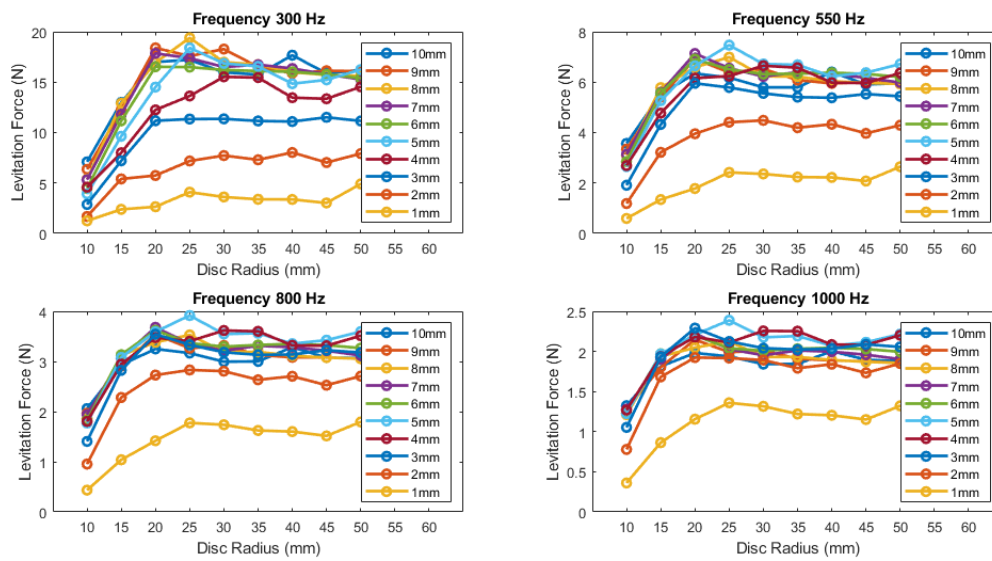 Frequency 300 Hz
Levitation Force (N)
20
15
10
5
0
10 15 20 25 30 35 40 45 50 55 60
Disc Radius (mm)
10mm
9mm
8mm
7mm
6mm
5mm
4mm
3mm
2mm
1mm
Frequency 550 Hz
Levitation Force (N)
8
6
4
2
0
10 15 20 25 30 35 40 45 50 55 60
Disc Radius (mm)
10mm
9mm
8mm
7mm
6mm
5mm
4mm
3mm
2mm
1mm
Frequency 800 Hz
Levitation Force (N)
4
3
2
1
0
10 15 20 25 30 35 40 45 50 55 60
Disc Radius (mm)
10mm
9mm
8mm
7mm
6mm
5mm
4mm
3mm
2mm
1mm
Frequency 1000 Hz
Levitation Force (N)
2.5
2
1.5
1
0.5
0
10 15 20 25 30 35 40 45 50 55 60
Disc Radius (mm)
10mm
9mm
8mm
7mm
6mm
5mm
4mm
3mm
2mm
1mm